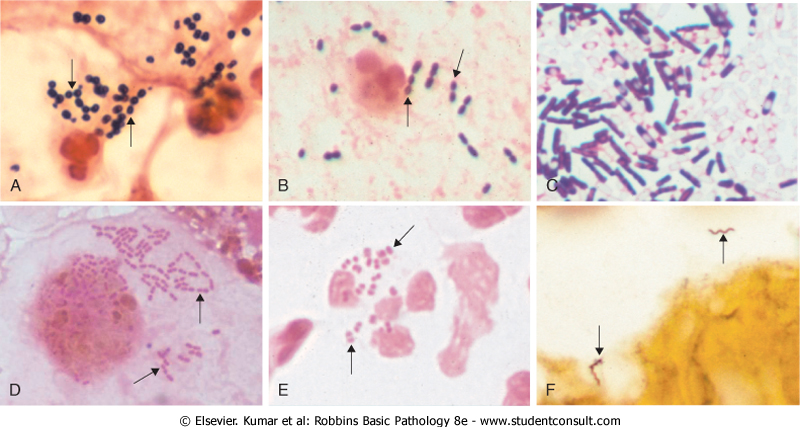 A
B
C
D
E
F
© Elsevier. Kumar et al: Robbins Basic Pathology 8e - www.studentconsult.com